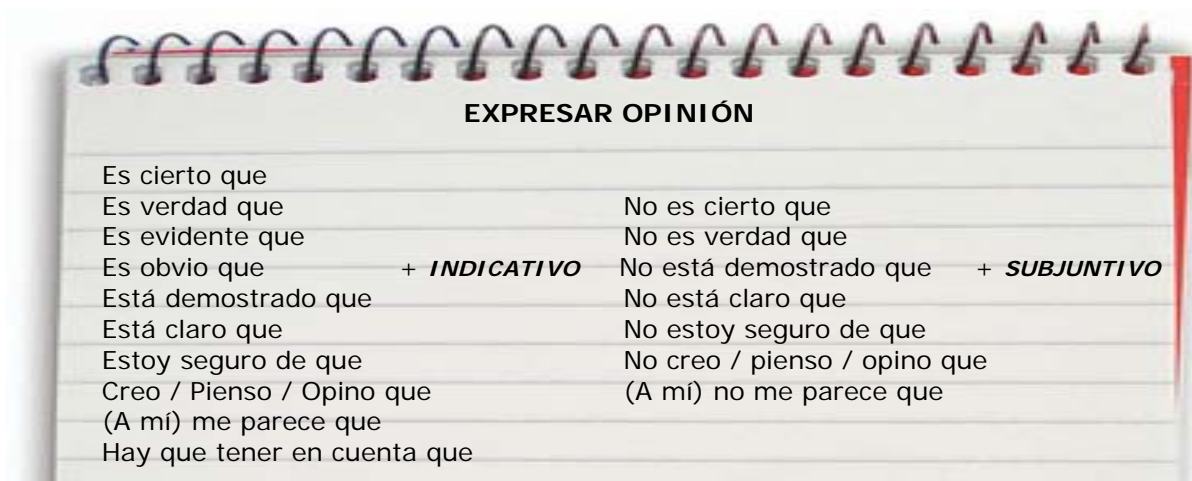 EXPRESAR OPINIÓN
Es cierto que
Es verdad que No es cierto que
Es evidente que No es verdad que
Es obvio que + INDICATIVO No está demostrado que + SUBJUNTIVO
Está demostrado que No está claro que
Está claro que No estoy seguro de que
Estoy seguro de que No creo / pienso / opino que
Creo / Pienso / Opino que (A mí) no me parece que
(A mí) me parece que
Hay que tener en cuenta que